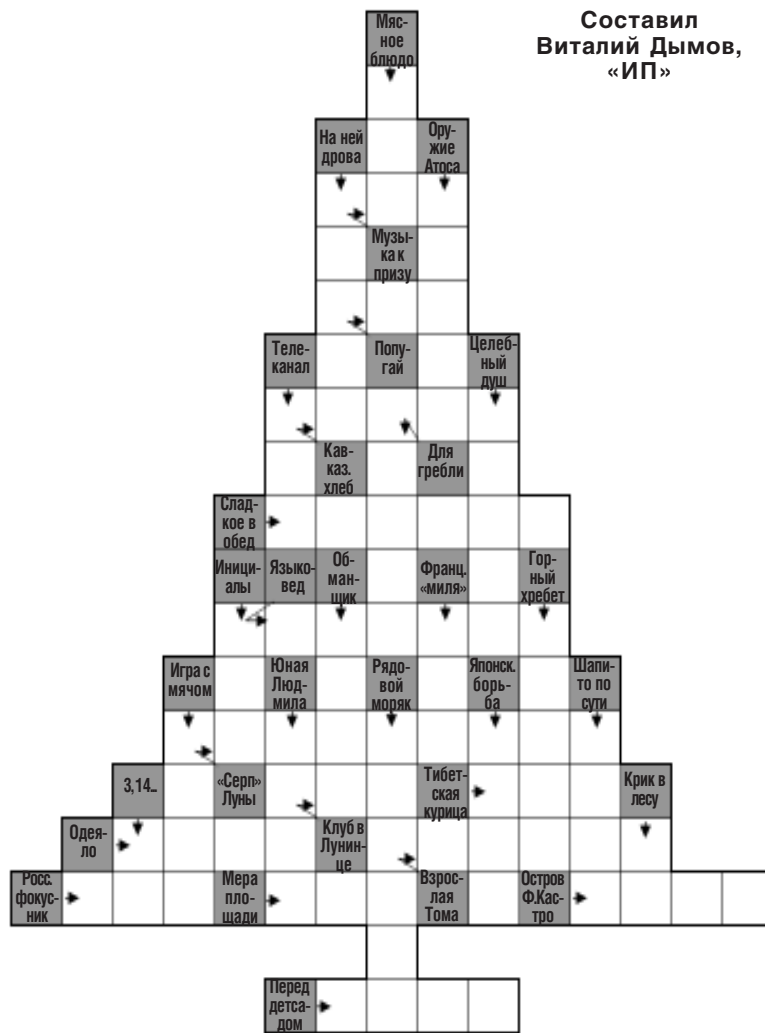 Составил
Виталий Дымов,
«ИП»
Мяс-
ное
блюдо
На ней
дрова
Ору-
жие
Атоса
Музы-
ка к
призу
Теле-
канал
Попу-
гай
Целеб-
ный
душ
Кав-
каз.
хлеб
Для
гребли
Слад-
кое в
обед
Иници-
алы
Языко-
вед
Об-
ман-
щик
Франц.
«миля»
Гор-
ный
хребет
Игра с
мячом
Юная
Люд-
мила
Рядо-
вой
моряк
Японск.
борь-
ба
Шапи-
то по
сути
3,14...
«Серп»
Луны
Тибет-
ская
курица
Крик в
лесу
Одея-
ло
Клуб в
Лунин-
це
Росс.
фокус-
ник
Мера
пло-
щади
Взрос-
лая
Тома
Остров
Ф.Кас-
тро
Перед
детса-
дом